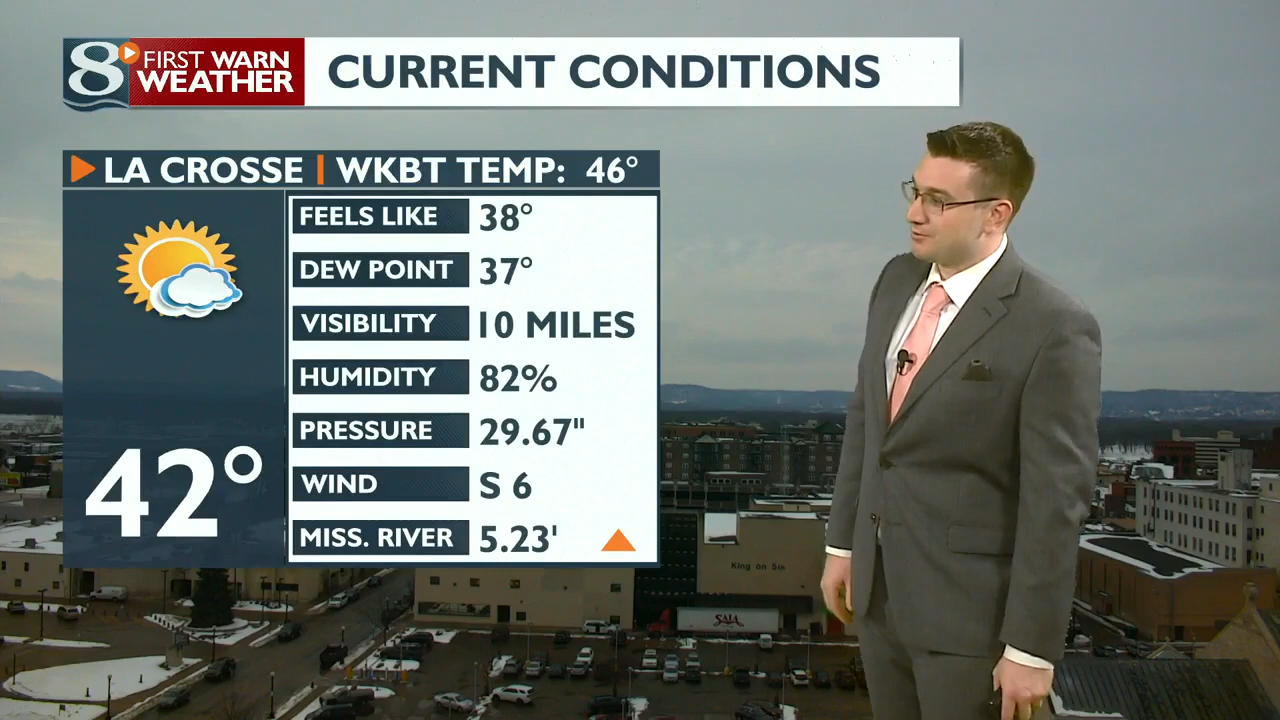 8 FIRST WARN
WEATHER
CURRENT CONDITIONS
LA CROSSE | WKBT TEMP: 46°
FEELS LIKE 38°
DEW POINT 37°
VISIBILITY 10 MILES
HUMIDITY 82%
PRESSURE 29.67"
WIND S 6
MISS. RIVER 5.23'
42°
King on 5th
SAIA